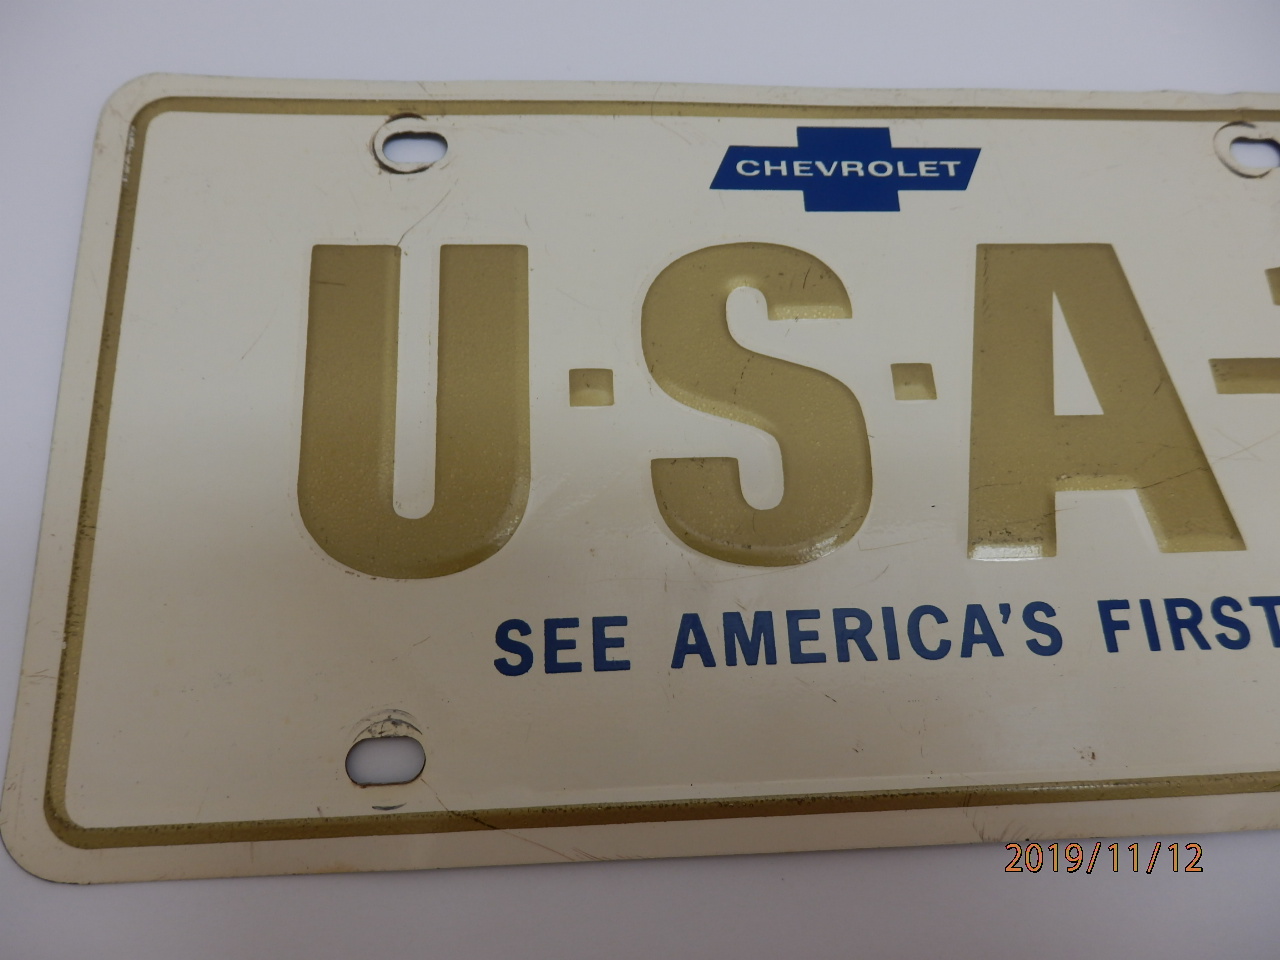 CHEVROLET
U·S·A-
SEE AMERICA'S FIRST
2019/11/12